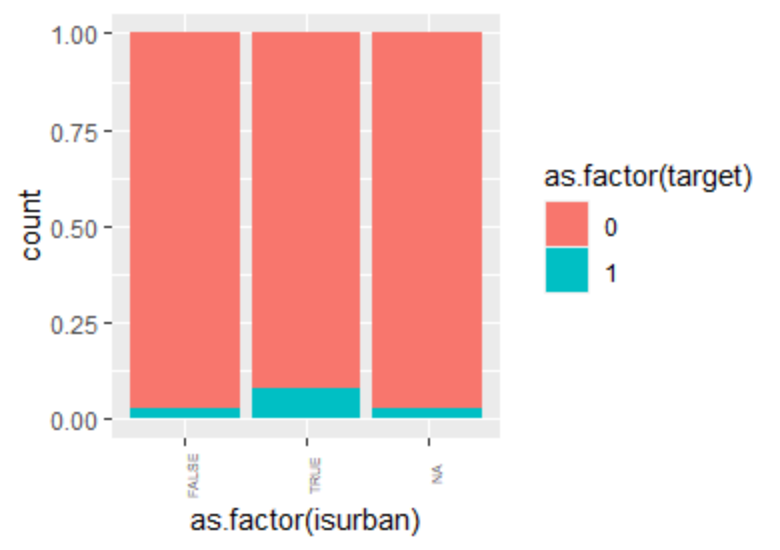 1.00
0.75
0.50
0.25
0.00
count
FALSE
TRUE
NA
as.factor(isurban)
as.factor(target)
0
1